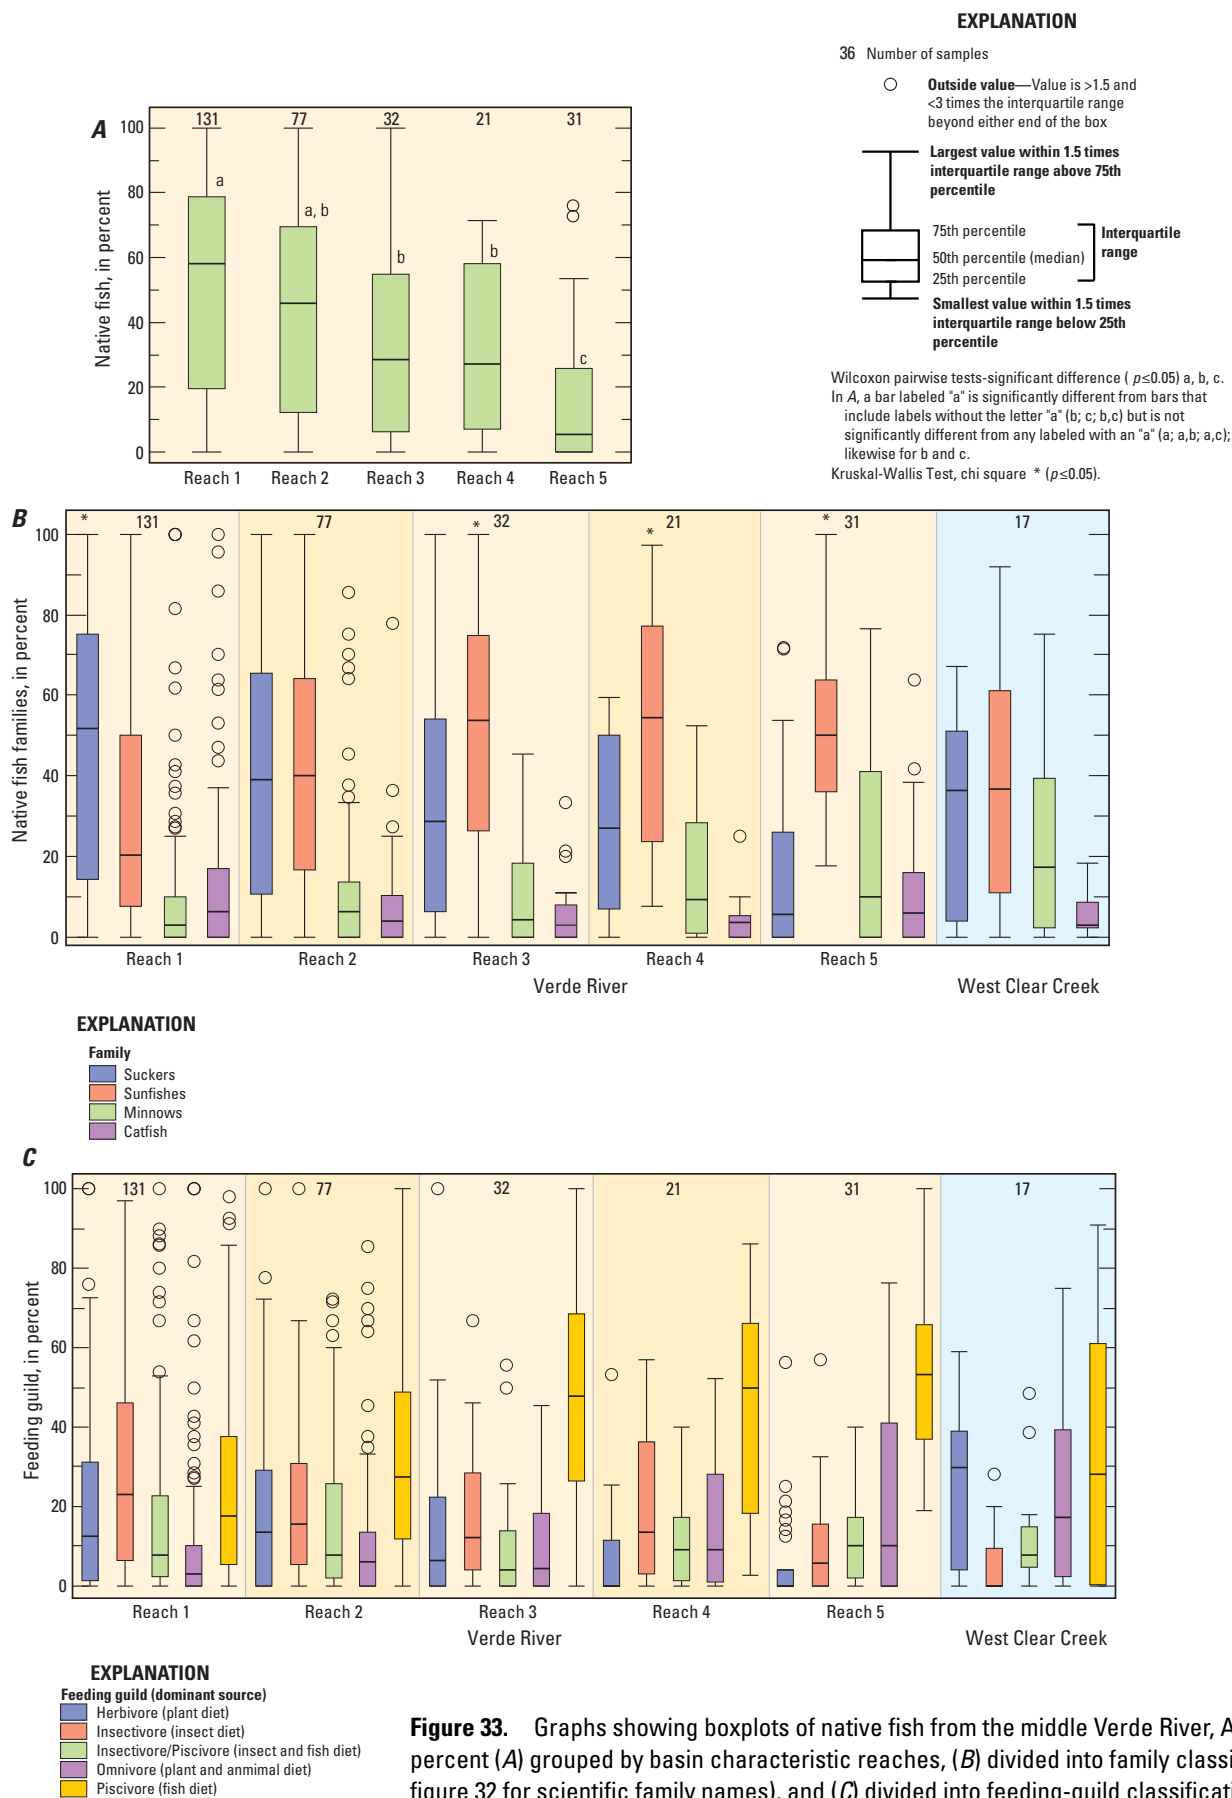 EXPLANATION
36 Number of samples
Outside value—Value is >1.5 and
<3 times the interquartile range
beyond either end of the box
Largest value within 1.5 times
interquartile range above 75th
percentile
75th percentile
50th percentile (median)
25th percentile
Interquartile
range
Smallest value within 1.5 times
interquartile range below 25th
percentile
Wilcoxon pairwise tests-significant difference ( p≤0.05) a, b, c.
In A, a bar labeled "a" is significantly different from bars that
include labels without the letter "a" (b; c; b,c) but is not
significantly different from any labeled with an "a" (a; a,b; a,c);
likewise for b and c.
Kruskal-Wallis Test, chi square * (p≤0.05).
A
Native fish, in percent
100
80
60
40
20
0
131 77 32 21 31
a
a, b
b
b
c
Reach 1 Reach 2 Reach 3 Reach 4 Reach 5
B
Native fish families, in percent
100
80
60
40
20
0
* 131 77 * 32 * 21 * 31 17
Reach 1 Reach 2 Reach 3 Reach 4 Reach 5
Verde River West Clear Creek
EXPLANATION
Family
Suckers
Sunfishes
Minnows
Catfish
C
Feeding guild, in percent
100
80
60
40
20
0
131 77 32 21 31 17
Reach 1 Reach 2 Reach 3 Reach 4 Reach 5
Verde River West Clear Creek
EXPLANATION
Feeding guild (dominant source)
Herbivore (plant diet)
Insectivore (insect diet)
Insectivore/Piscivore (insect and fish diet)
Omnivore (plant and anmimal diet)
Piscivore (fish diet)
Figure 33. Graphs showing boxplots of native fish from the middle Verde River, A
percent (A) grouped by basin characteristic reaches, (B) divided into family classi
figure 32 for scientific family names), and (C) divided into feeding-guild classificati